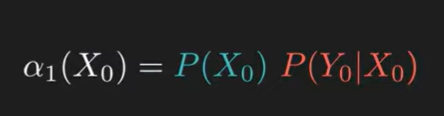 α₁(X₀) = P(X₀) P(Y₀|X₀)